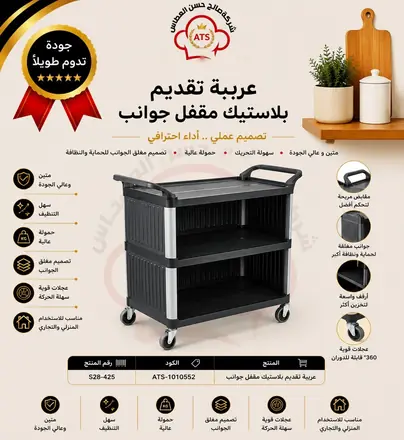 شركة صالح حسن العطاس
ATS
جودة
تدوم طويلاً
عربية تقديم
بلاستيك مقفل جوانب
تصميم عملي .. أداء احترافي
متين و عالي الجودة
سهولة التحريك
حمولة عالية
تصميم مغلق الجوانب للحماية والنظافة
متين
وعالي الجودة
سهل
التنظيف
حمولة
عالية
KG
تصميم مغلق
الجوانب
عجلات قوية
سهلة الحركة
مناسب للاستخدام
المنزلي والتجاري
مقابض مريحة
لتحكم أفضل
جوانب مغلقة
لحماية ونظافة أكبر
أرفف واسعة
لتخزين أكثر
عجلات قوية
360° قابلة للدوران
المنتج
الكود
رقم المنتج
عربية تقديم بلاستيك مقفل جوانب
ATS-1010552
S28-425
متين
وعالي الجودة
سهل
التنظيف
حمولة
عالية
تصميم مغلق
الجوانب
عجلات قوية
سهلة الحركة
مناسب للاستخدام
المنزلي والتجاري